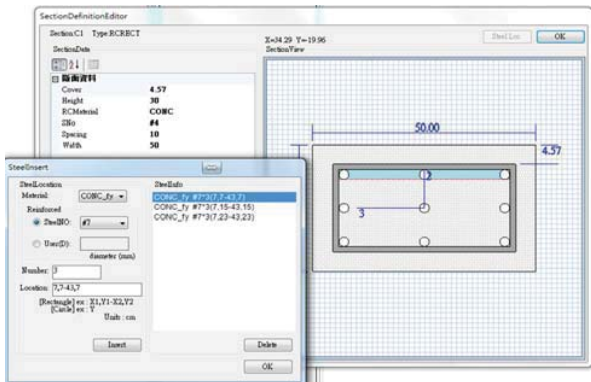 SectionDefinitionEditor
Section:C1 Type:RCRECT
X=34.29 Y=-19.96
Steel Loc
OK
SectionData
SectionView
斷面資料
Cover 4.57
Height 30
RCMaterial CONC
SNo #4
Spacing 10
Width 50
50.00
4.57
2
3
SteelInsert
SteelLocation
Material: CONC_fy
Reinforced
SteelNO: #7
User(D):
diameter (mm)
Number: 3
Location: 7,7-43,7
[Rectangle] ex : X1,Y1-X2,Y2
[Circle] ex : Y
Units : cm
Insert
SteelInfo
CONC_fy #7*3(7,7-43,7)
CONC_fy #7*3(7,15-43,15)
CONC_fy #7*3(7,23-43,23)
Delete
OK